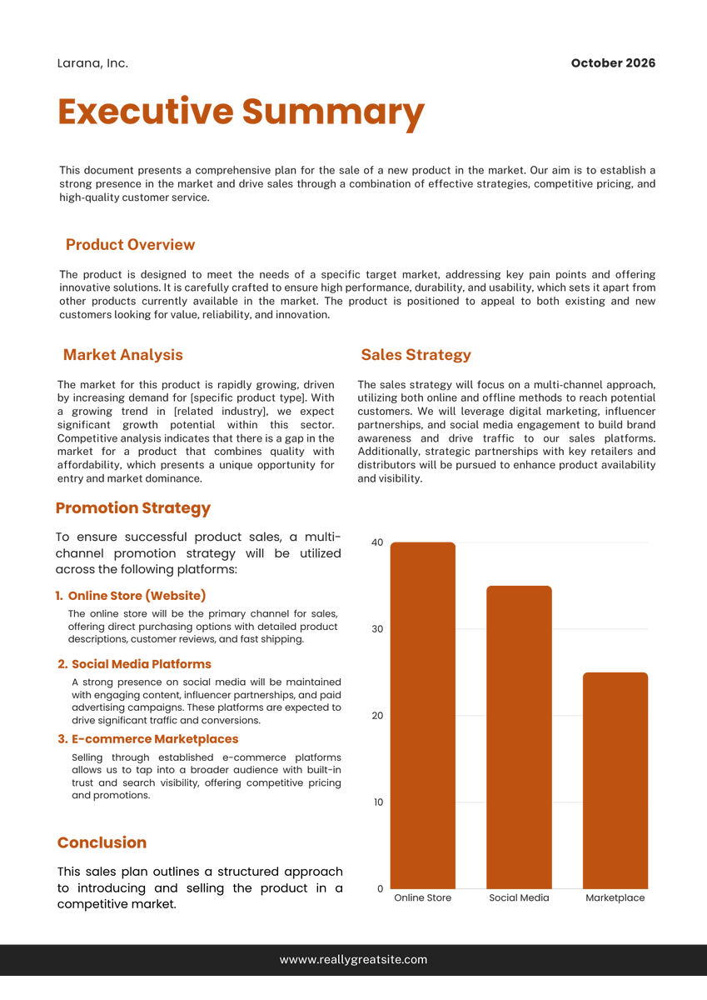 Larana, Inc.
October 2026
Executive Summary
This document presents a comprehensive plan for the sale of a new product in the market. Our aim is to establish a
strong presence in the market and drive sales through a combination of effective strategies, competitive pricing, and
high-quality customer service.
Product Overview
The product is designed to meet the needs of a specific target market, addressing key pain points and offering
innovative solutions. It is carefully crafted to ensure high performance, durability, and usability, which sets it apart from
other products currently available in the market. The product is positioned to appeal to both existing and new
customers looking for value, reliability, and innovation.
Market Analysis
The market for this product is rapidly growing, driven
by increasing demand for [specific product type]. With
a growing trend in [related industry], we expect
significant growth potential within this sector.
Competitive analysis indicates that there is a gap in the
market for a product that combines quality with
affordability, which presents a unique opportunity for
entry and market dominance.
Sales Strategy
The sales strategy will focus on a multi-channel approach,
utilizing both online and offline methods to reach potential
customers. We will leverage digital marketing, influencer
partnerships, and social media engagement to build brand
awareness and drive traffic to our sales platforms.
Additionally, strategic partnerships with key retailers and
distributors will be pursued to enhance product availability
and visibility.
Promotion Strategy
To ensure successful product sales, a multi-
channel promotion strategy will be utilized
across the following platforms:
1. Online Store (Website)
The online store will be the primary channel for sales,
offering direct purchasing options with detailed product
descriptions, customer reviews, and fast shipping.
2. Social Media Platforms
A strong presence on social media will be maintained
with engaging content, influencer partnerships, and paid
advertising campaigns. These platforms are expected to
drive significant traffic and conversions.
3. E-commerce Marketplaces
Selling through established e-commerce platforms
allows us to tap into a broader audience with built-in
trust and search visibility, offering competitive pricing
and promotions.
Conclusion
This sales plan outlines a structured approach
to introducing and selling the product in a
competitive market.
40
30
20
10
0
Online Store
Social Media
Marketplace
wwww.reallygreatsite.com